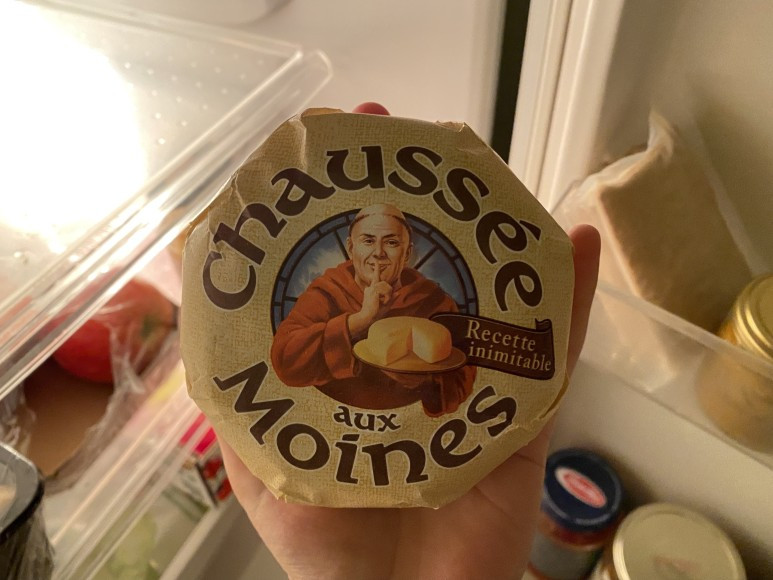 Chaussée
aux
Moines
Recette
inimitable